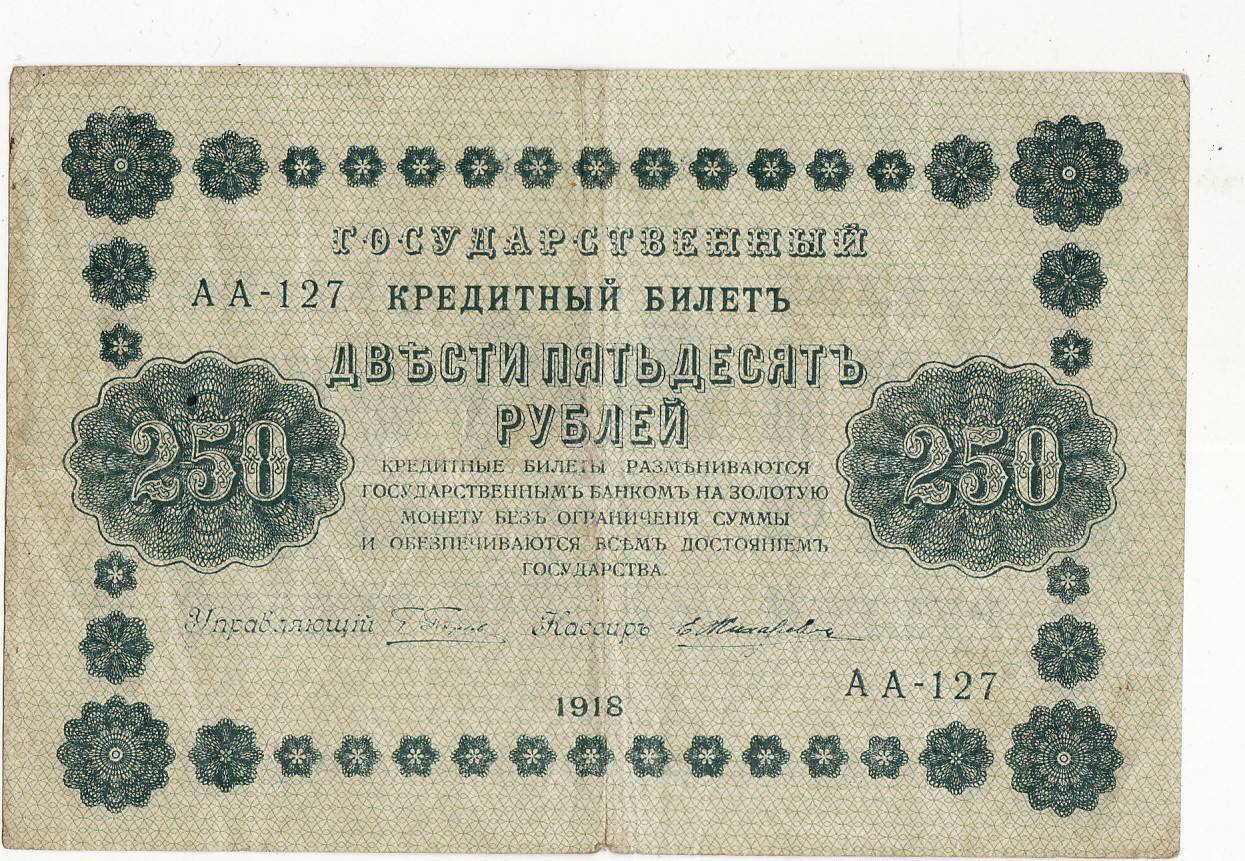 ГОСУДАРСТВЕННЫЙ
АА-127 КРЕДИТНЫЙ БИЛЕТЪ
ДВѢСТИ ПЯТЬДЕСЯТЪ
РУБЛЕЙ
250 250
КРЕДИТНЫЕ БИЛЕТЫ РАЗМѢНИВАЮТСЯ
ГОСУДАРСТВЕННЫМЪ БАНКОМЪ НА ЗОЛОТУЮ
МОНЕТУ БЕЗЪ ОГРАНИЧЕНІЯ СУММЫ
И ОБЕЗПЕЧИВАЮТСЯ ВСѢМЪ ДОСТОЯНІЕМЪ
ГОСУДАРСТВА.
Управляющій Кассиръ
АА-127
1918